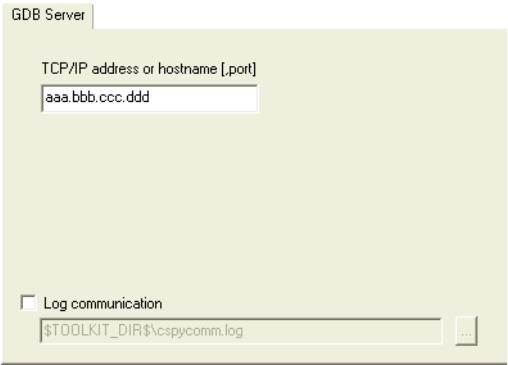 GDB Server
TCP/IP address or hostname [,port]
aaa.bbb.ccc.ddd
Log communication
$TOOLKIT_DIR$\cspycomm.log
...